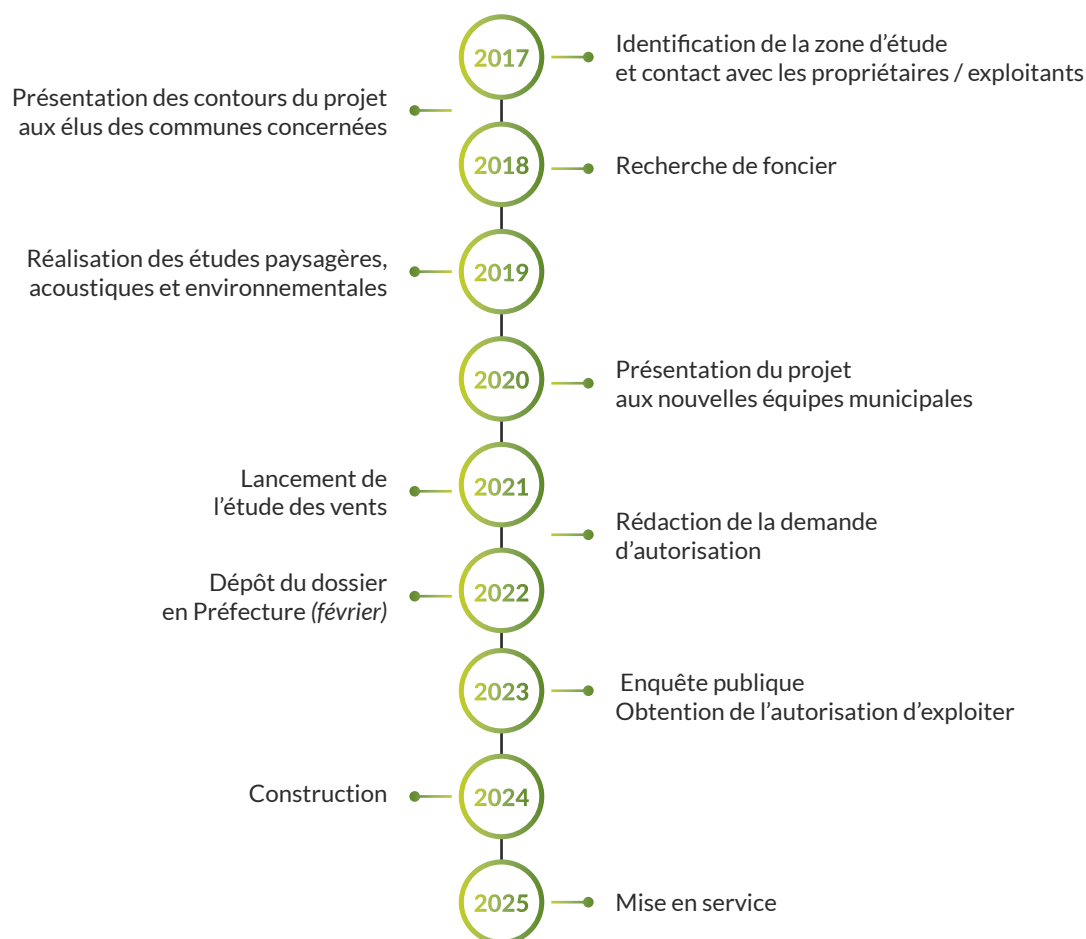 2017
Identification de la zone d’étude
et contact avec les propriétaires / exploitants
Présentation des contours du projet
aux élus des communes concernées
2018
Recherche de foncier
Réalisation des études paysagères,
acoustiques et environnementales
2019
2020
Présentation du projet
aux nouvelles équipes municipales
Lancement de
l’étude des vents
2021
Rédaction de la demande
d’autorisation
Dépôt du dossier
en Préfecture (février)
2022
2023
Enquête publique
Obtention de l’autorisation d’exploiter
Construction
2024
2025
Mise en service